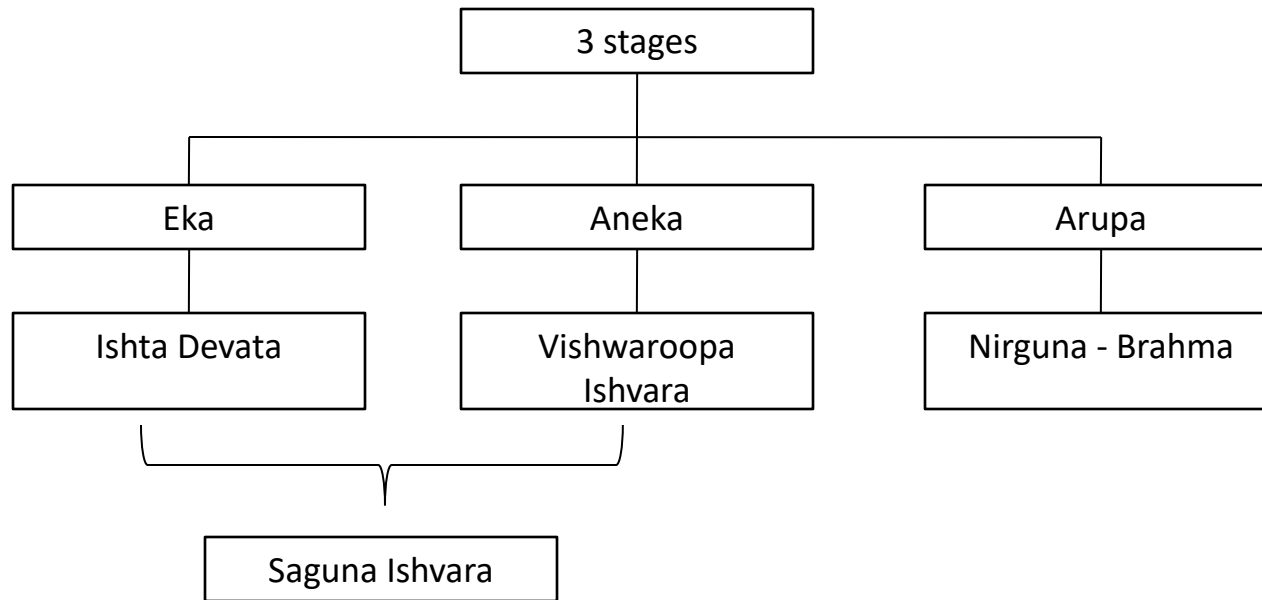 3 stages
Eka
Aneka
Arupa
Ishta Devata
Vishwaroopa
Ishvara
Nirguna - Brahma
Saguna Ishvara